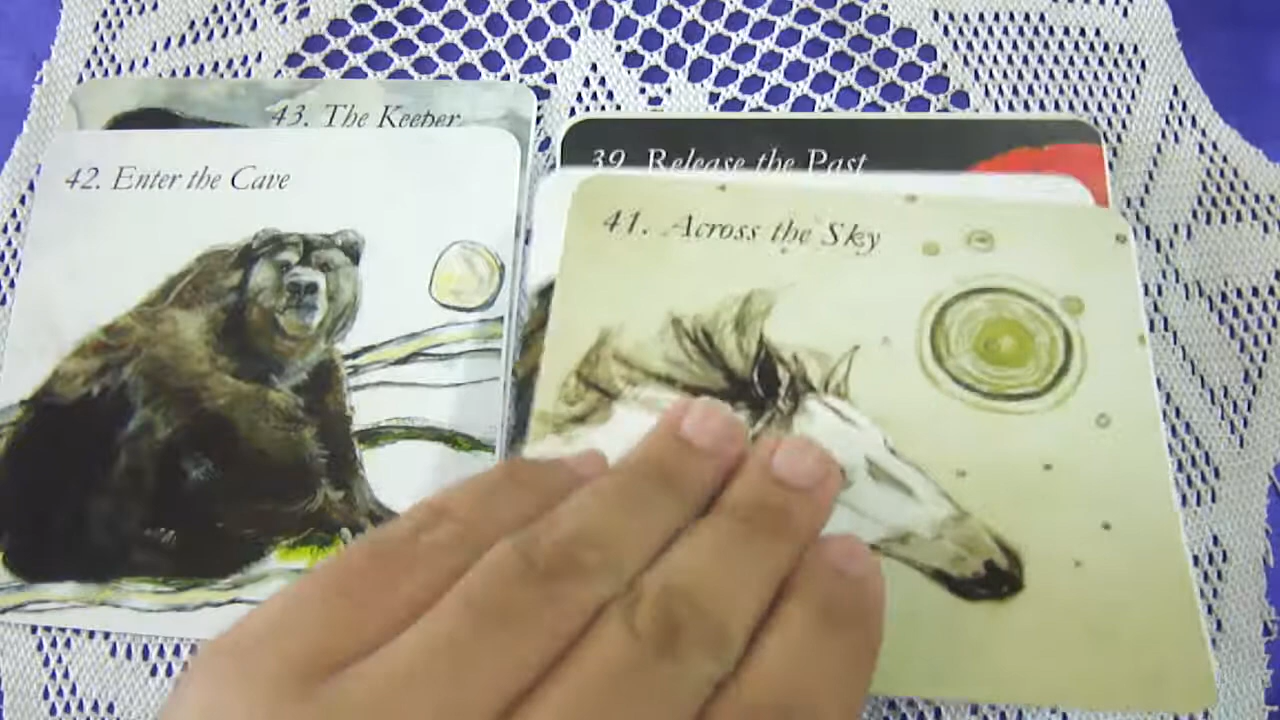 43. The Keeper
42. Enter the Cave
39. Release the Past
41. Across the Sky